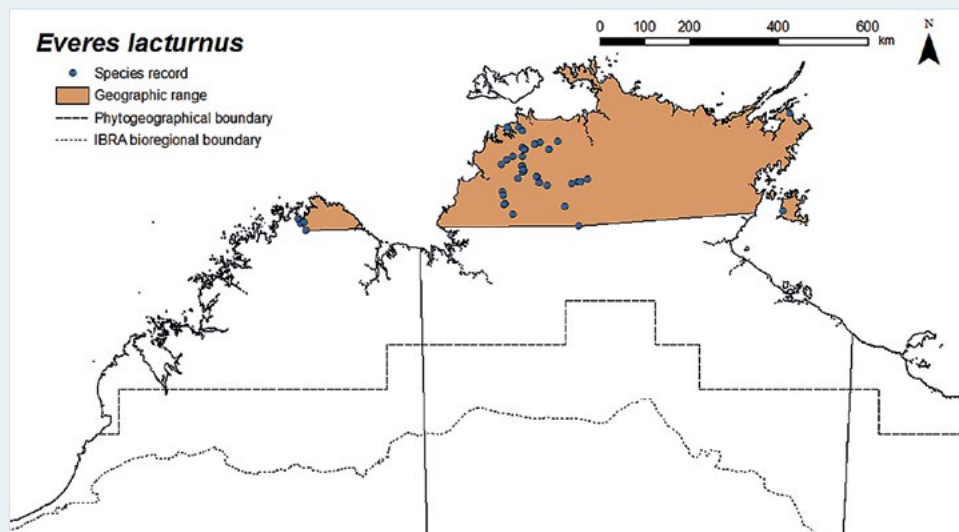 Everes lacturnus
Species record
Geographic range
Phytogeographical boundary
IBRA bioregional boundary
0 100 200 400 600
km
N